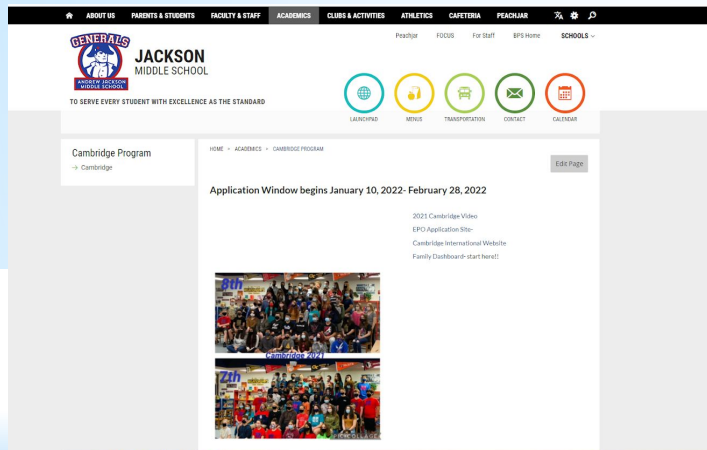 ABOUT US PARENTS & STUDENTS FACULTY & STAFF ACADEMICS CLUBS & ACTIVITIES ATHLETICS CAFETERIA PEACHJAR
Peachjar FOCUS For Staff BPS Home SCHOOLS
GENERALS
ANDREW JACKSON
MIDDLE SCHOOL
JACKSON
MIDDLE SCHOOL
TO SERVE EVERY STUDENT WITH EXCELLENCE AS THE STANDARD
LAUNCHPAD MENUS TRANSPORTATION CONTACT CALENDAR
Cambridge Program
→ Cambridge
HOME • ACADEMICS • CAMBRIDGE PROGRAM
Edit Page
Application Window begins January 10, 2022- February 28, 2022
2021 Cambridge Video
EPO Application Site-
Cambridge International Website
Family Dashboard- start here!!
8th
Cambridge 2021
7th
PIC COLLAGE